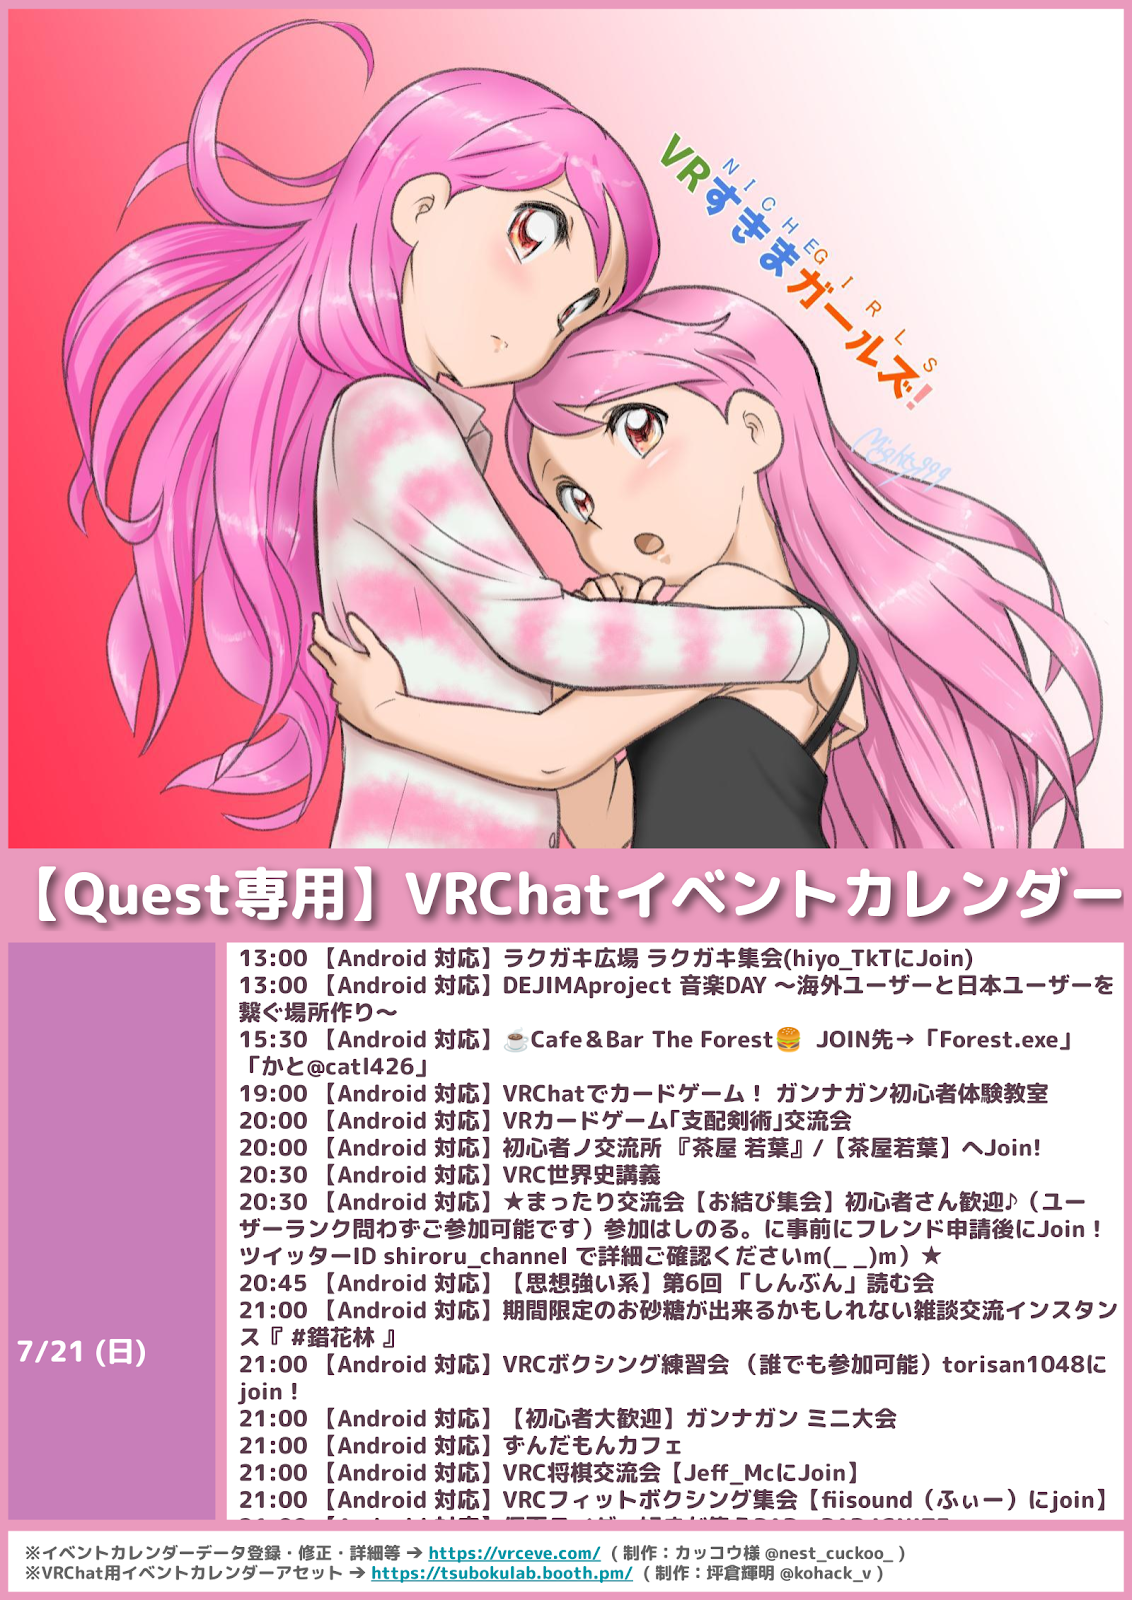 NICHE GIRLS
VRすきまガールズ!
Mighty999
【Quest専用】VRChatイベントカレンダー
7/21 (日)
13:00 【Android 対応】ラクガキ広場 ラクガキ集会(hiyo_TkTにJoin)
13:00 【Android 対応】DEJIMAproject 音楽DAY ～海外ユーザーと日本ユーザーを
繋ぐ場所作り～
15:30 【Android 対応】☕Cafe＆Bar The Forest🍔 JOIN先→「Forest.exe」
「かと@catl426」
19:00 【Android 対応】VRChatでカードゲーム！ ガンナガン初心者体験教室
20:00 【Android 対応】VRカードゲーム｢支配剣術｣交流会
20:00 【Android 対応】初心者ノ交流所 『茶屋 若葉』/【茶屋若葉】へJoin!
20:30 【Android 対応】VRC世界史講義
20:30 【Android 対応】★まったり交流会【お結び集会】初心者さん歓迎♪（ユー
ザーランク問わずご参加可能です）参加はしのる。に事前にフレンド申請後にJoin！
ツイッターID shiroru_channel で詳細ご確認くださいm(_ _)m）★
20:45 【Android 対応】【思想強い系】第6回 「しんぶん」読む会
21:00 【Android 対応】期間限定のお砂糖が出来るかもしれない雑談交流インスタン
ス『 #錯花林 』
21:00 【Android 対応】VRCボクシング練習会 （誰でも参加可能）torisan1048に
join！
21:00 【Android 対応】【初心者大歓迎】ガンナガン ミニ大会
21:00 【Android 対応】ずんだもんカフェ
21:00 【Android 対応】VRC将棋交流会【Jeff_McにJoin】
21:00 【Android 対応】VRCフィットボクシング集会【fiisound（ふぃー）にjoin】
※イベントカレンダーデータ登録・修正・詳細等 ➔ https://vrceve.com/ ( 制作：カッコウ様 @nest_cuckoo_ )
※VRChat用イベントカレンダーアセット ➔ https://tsubokulab.booth.pm/ ( 制作：坪倉輝明 @kohack_v )